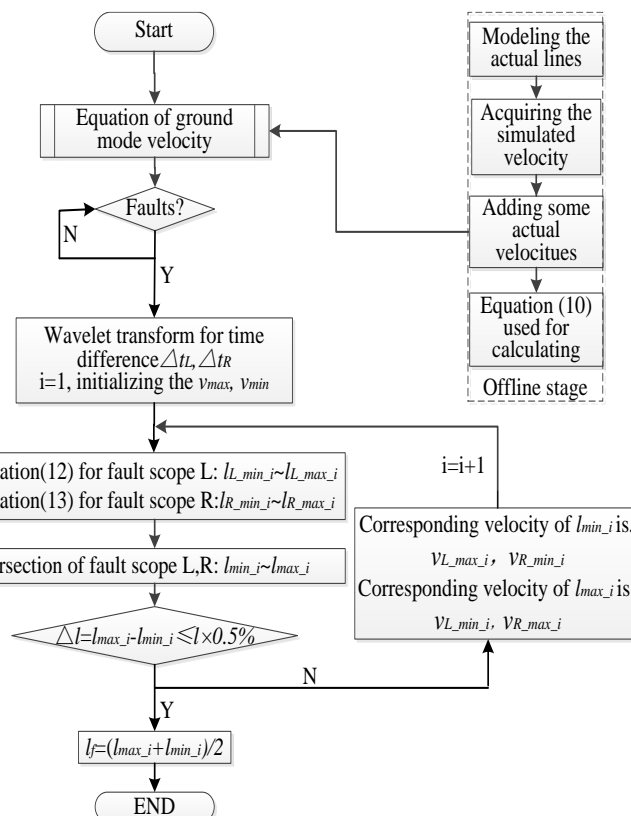 Start
Equation of ground
mode velocity
Faults?
N
Y
Wavelet transform for time
difference△tL,△tR
i=1, initializing the vmax, vmin
ation(12) for fault scope L: lL_min_i~lL_max_i
ation(13) for fault scope R:lR_min_i~lR_max_i
rsection of fault scope L,R: lmin_i~lmax_i
△l=lmax_i-lmin_i≤l×0.5%
N
Y
lf=(lmax_i+lmin_i)/2
END
Modeling the
actual lines
Acquiring the
simulated
velocity
Adding some
actual
velocitues
Equation (10)
used for
calculating
Offline stage
i=i+1
Corresponding velocity of lmin_i is.
vL_max_i, vR_min_i
Corresponding velocity of lmax_i is
vL_min_i, vR_max_i